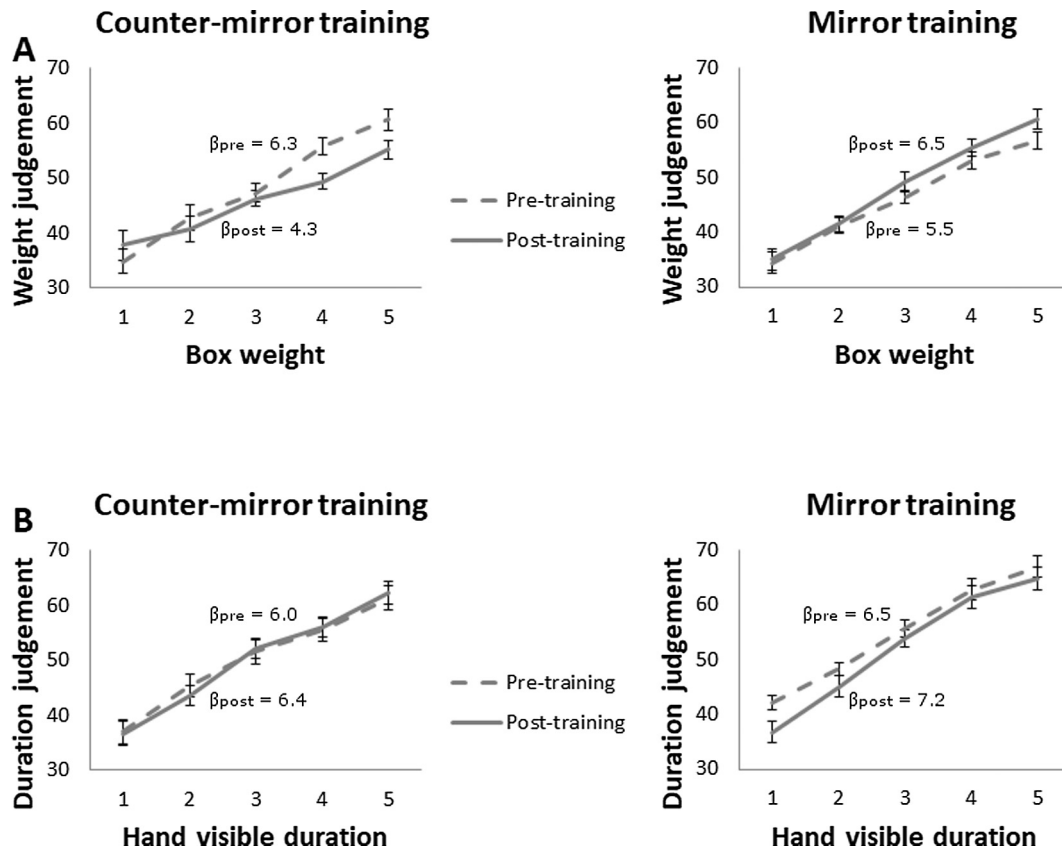 A
Counter-mirror training
Mirror training
Weight judgement
70
60
50
40
30
βpre = 6.3
βpost = 4.3
1 2 3 4 5
Box weight
Pre-training
Post-training
Weight judgement
70
60
50
40
30
βpost = 6.5
βpre = 5.5
1 2 3 4 5
Box weight
B
Counter-mirror training
Mirror training
Duration judgement
70
60
50
40
30
βpre = 6.0
βpost = 6.4
1 2 3 4 5
Hand visible duration
Pre-training
Post-training
Duration judgement
70
60
50
40
30
βpre = 6.5
βpost = 7.2
1 2 3 4 5
Hand visible duration